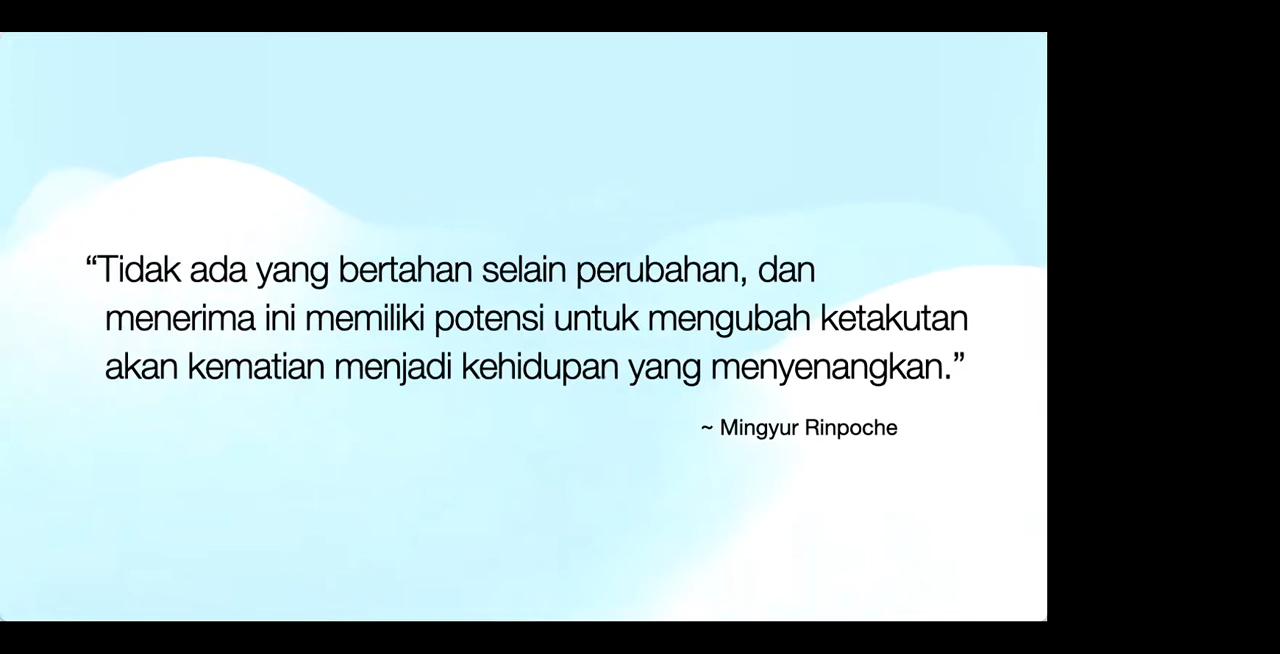 “Tidak ada yang bertahan selain perubahan, dan
menerima ini memiliki potensi untuk mengubah ketakutan
akan kematian menjadi kehidupan yang menyenangkan.”
~ Mingyur Rinpoche